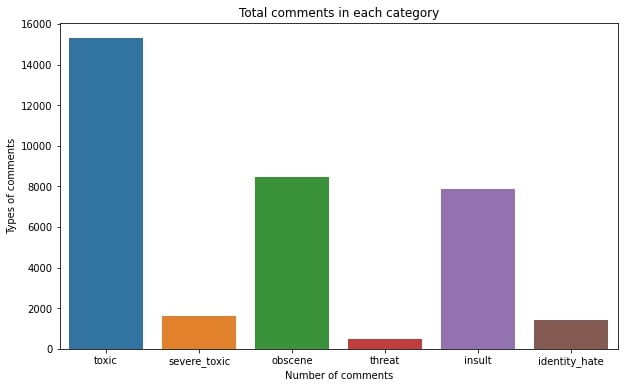 Total comments in each category
16000
14000
12000
10000
8000
6000
4000
2000
0
Types of comments
toxic severe_toxic obscene threat insult identity_hate
Number of comments